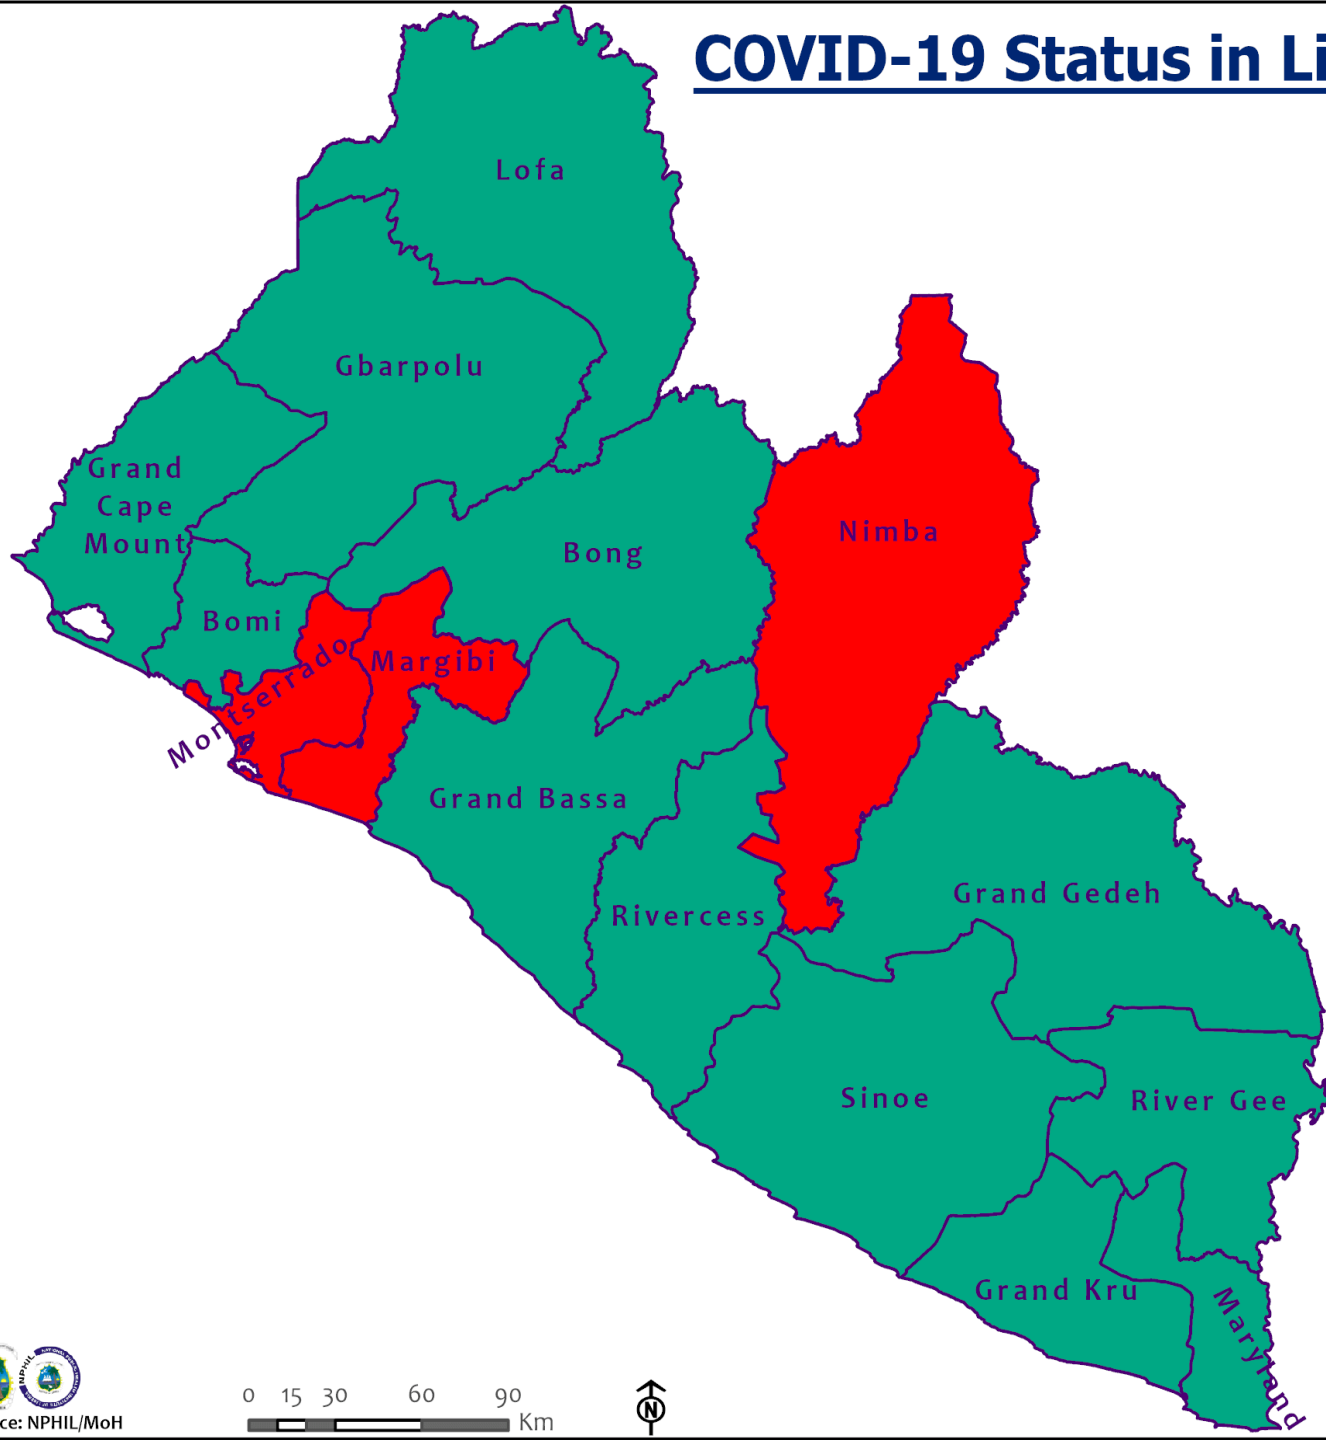 COVID-19 Status in Li
Lofa
Gbarpolu
Grand
Cape
Mount
Nimba
Bong
Bomi
Margibi
Montserrado
Grand Bassa
Rivercess
Grand Gedeh
Sinoe
River Gee
Grand Kru
Maryland
NPHIL
0 15 30 60 90
Km
N
ce: NPHIL/MoH